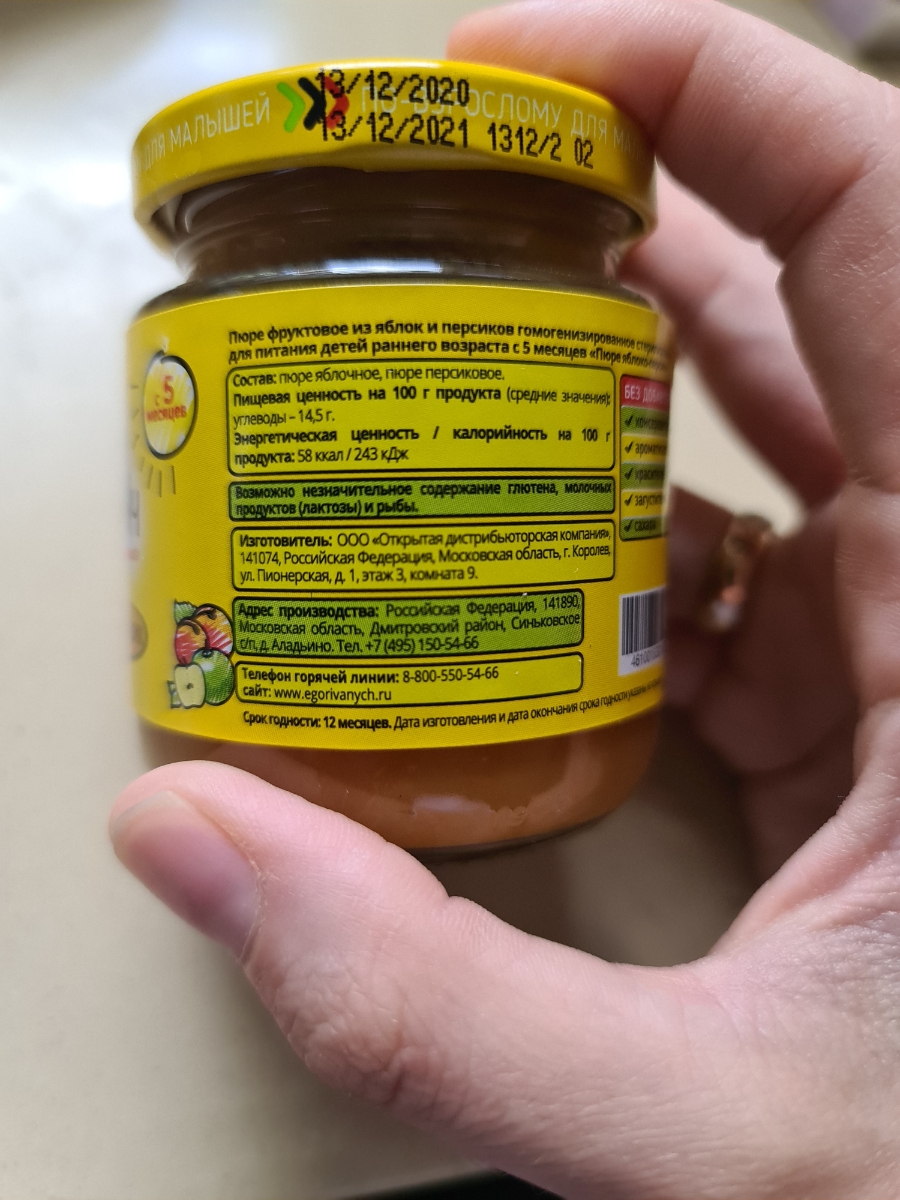 13/12/2020
ДЛЯ МАЛЫШЕЙ ПО-ВЗРОСЛОМУ ДЛЯ
13/12/2021 1312/2 02
с 5 месяцев
Пюре фруктовое из яблок и персиков гомогенизированное
для питания детей раннего возраста с 5 месяцев «Пюре
Состав: пюре яблочное, пюре персиковое.
Пищевая ценность на 100 г продукта (средние значения):
углеводы – 14,5 г.
Энергетическая ценность / калорийность на 100 г
продукта: 58 ккал / 243 кДж
Возможно незначительное содержание глютена, молочных
продуктов (лактозы) и рыбы.
Изготовитель: ООО «Открытая дистрибьюторская компания»,
141074, Российская Федерация, Московская область, г. Королев,
ул. Пионерская, д. 1, этаж 3, комната 9.
Адрес производства: Российская Федерация, 141890,
Московская область, Дмитровский район, Синьковское
с/п, д. Аладьино. Тел. +7 (495) 150-54-66
Телефон горячей линии: 8-800-550-54-66
сайт: www.egorivanych.ru
Срок годности: 12 месяцев. Дата изготовления и дата окончания срока годности указаны
БЕЗ